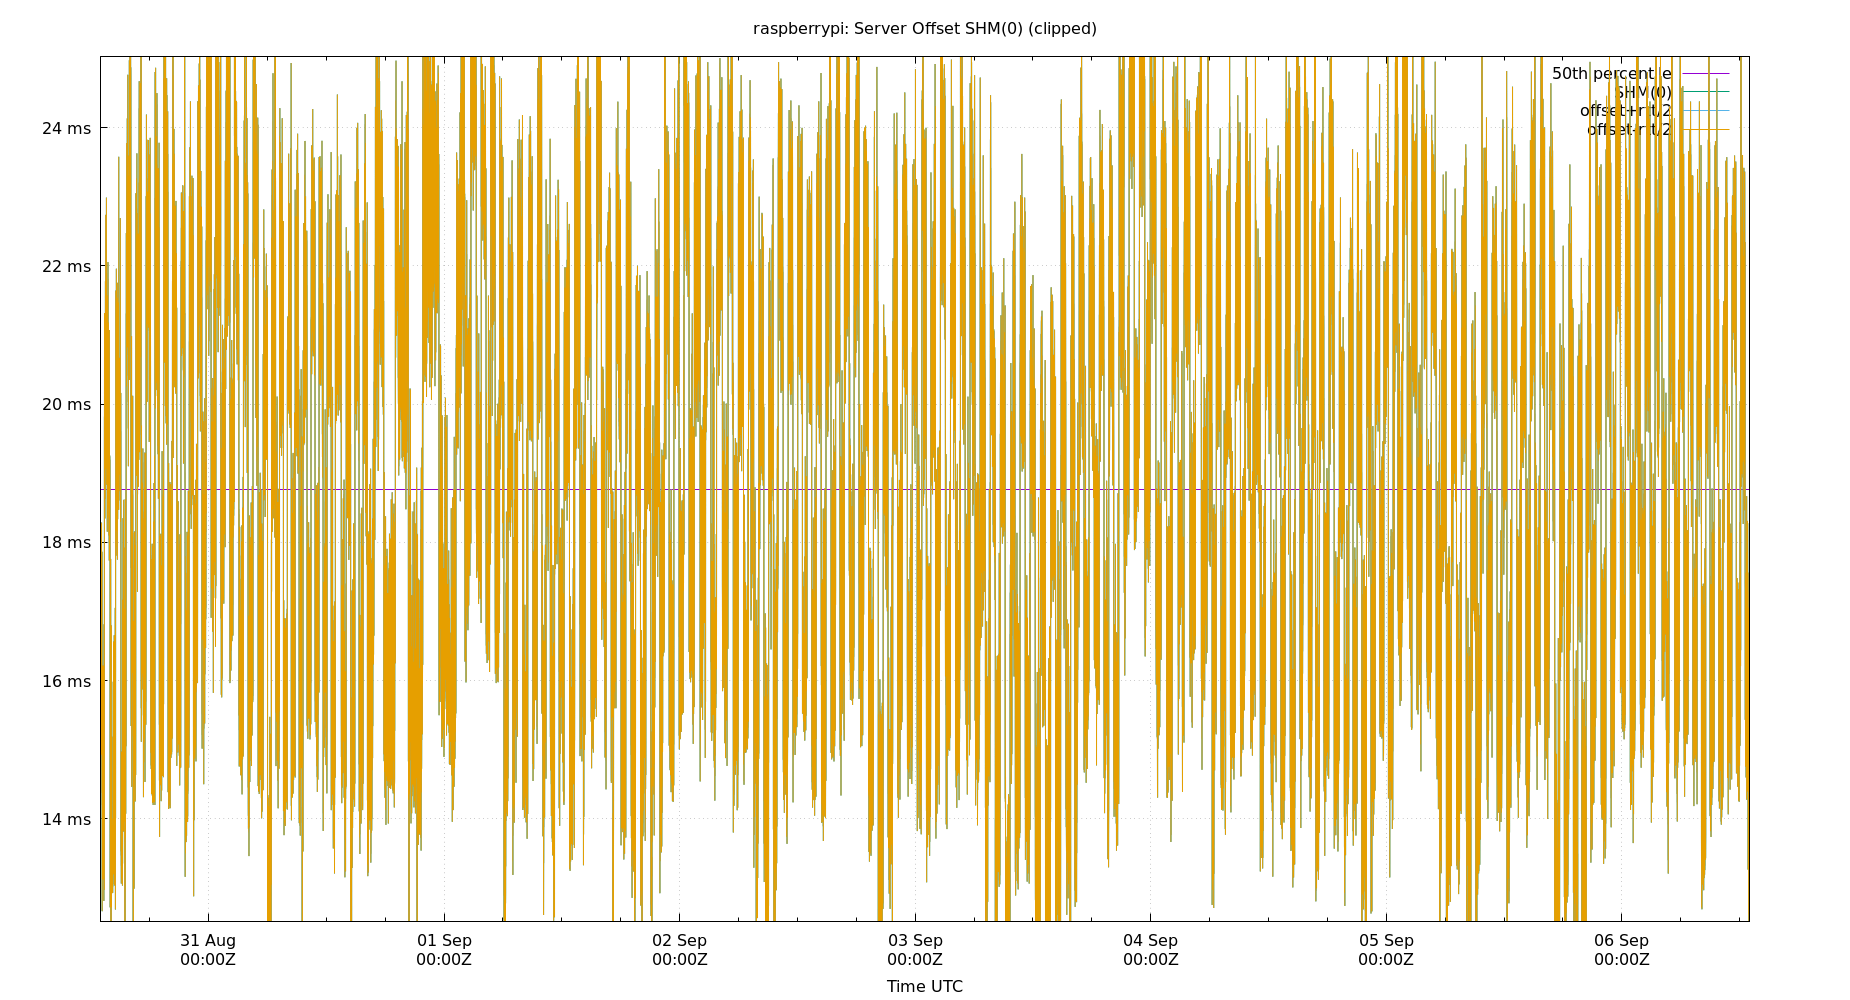 raspberrypi: Server Offset SHM(0) (clipped)
50th percentile
SHM(0)
offset+rtt/2
offset-rtt/2
24 ms
22 ms
20 ms
18 ms
16 ms
14 ms
31 Aug 01 Sep 02 Sep 03 Sep 04 Sep 05 Sep 06 Sep
00:00Z 00:00Z 00:00Z 00:00Z 00:00Z 00:00Z 00:00Z
Time UTC